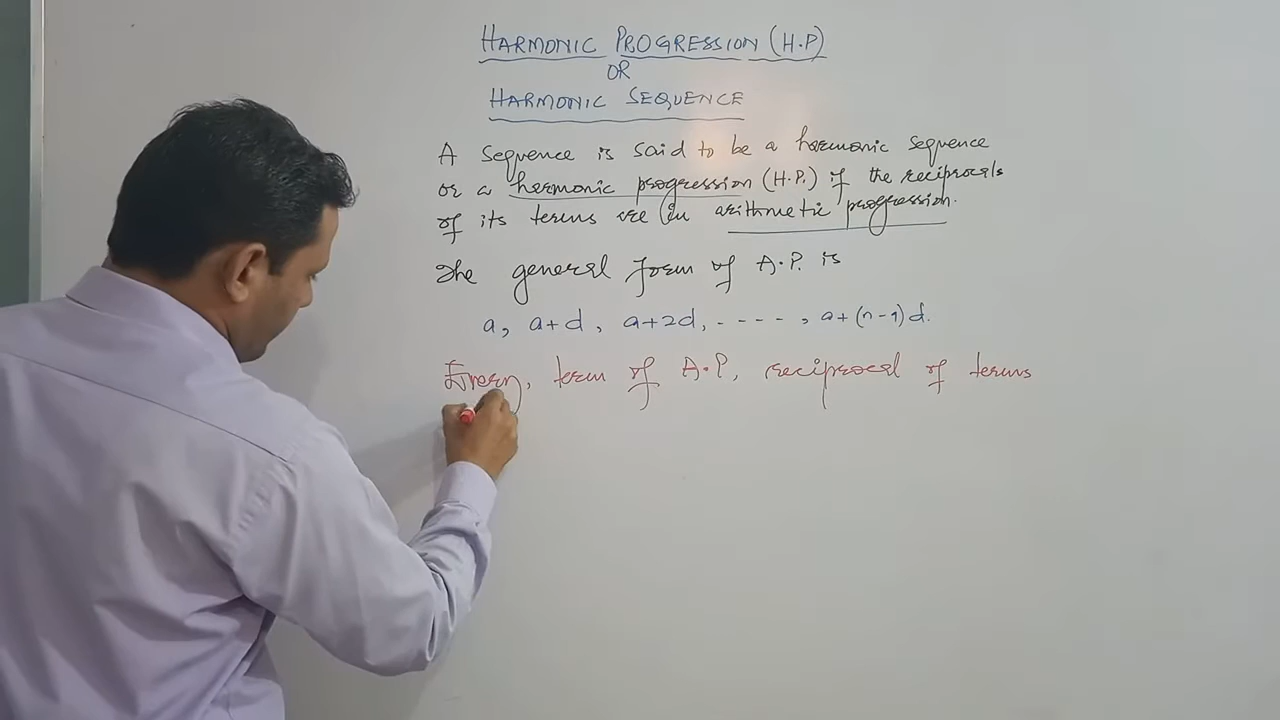 HARMONIC PROGRESSION (H.P)
OR
HARMONIC SEQUENCE
A sequence is said to be a harmonic sequence
or a harmonic progression (H.P.) if the reciprocals
of its terms are in arithmetic progression.
The general form of A.P. is
a, a+d, a+2d, ----, a+(n-1)d.
Every, term of A.P, reciprocal of terms